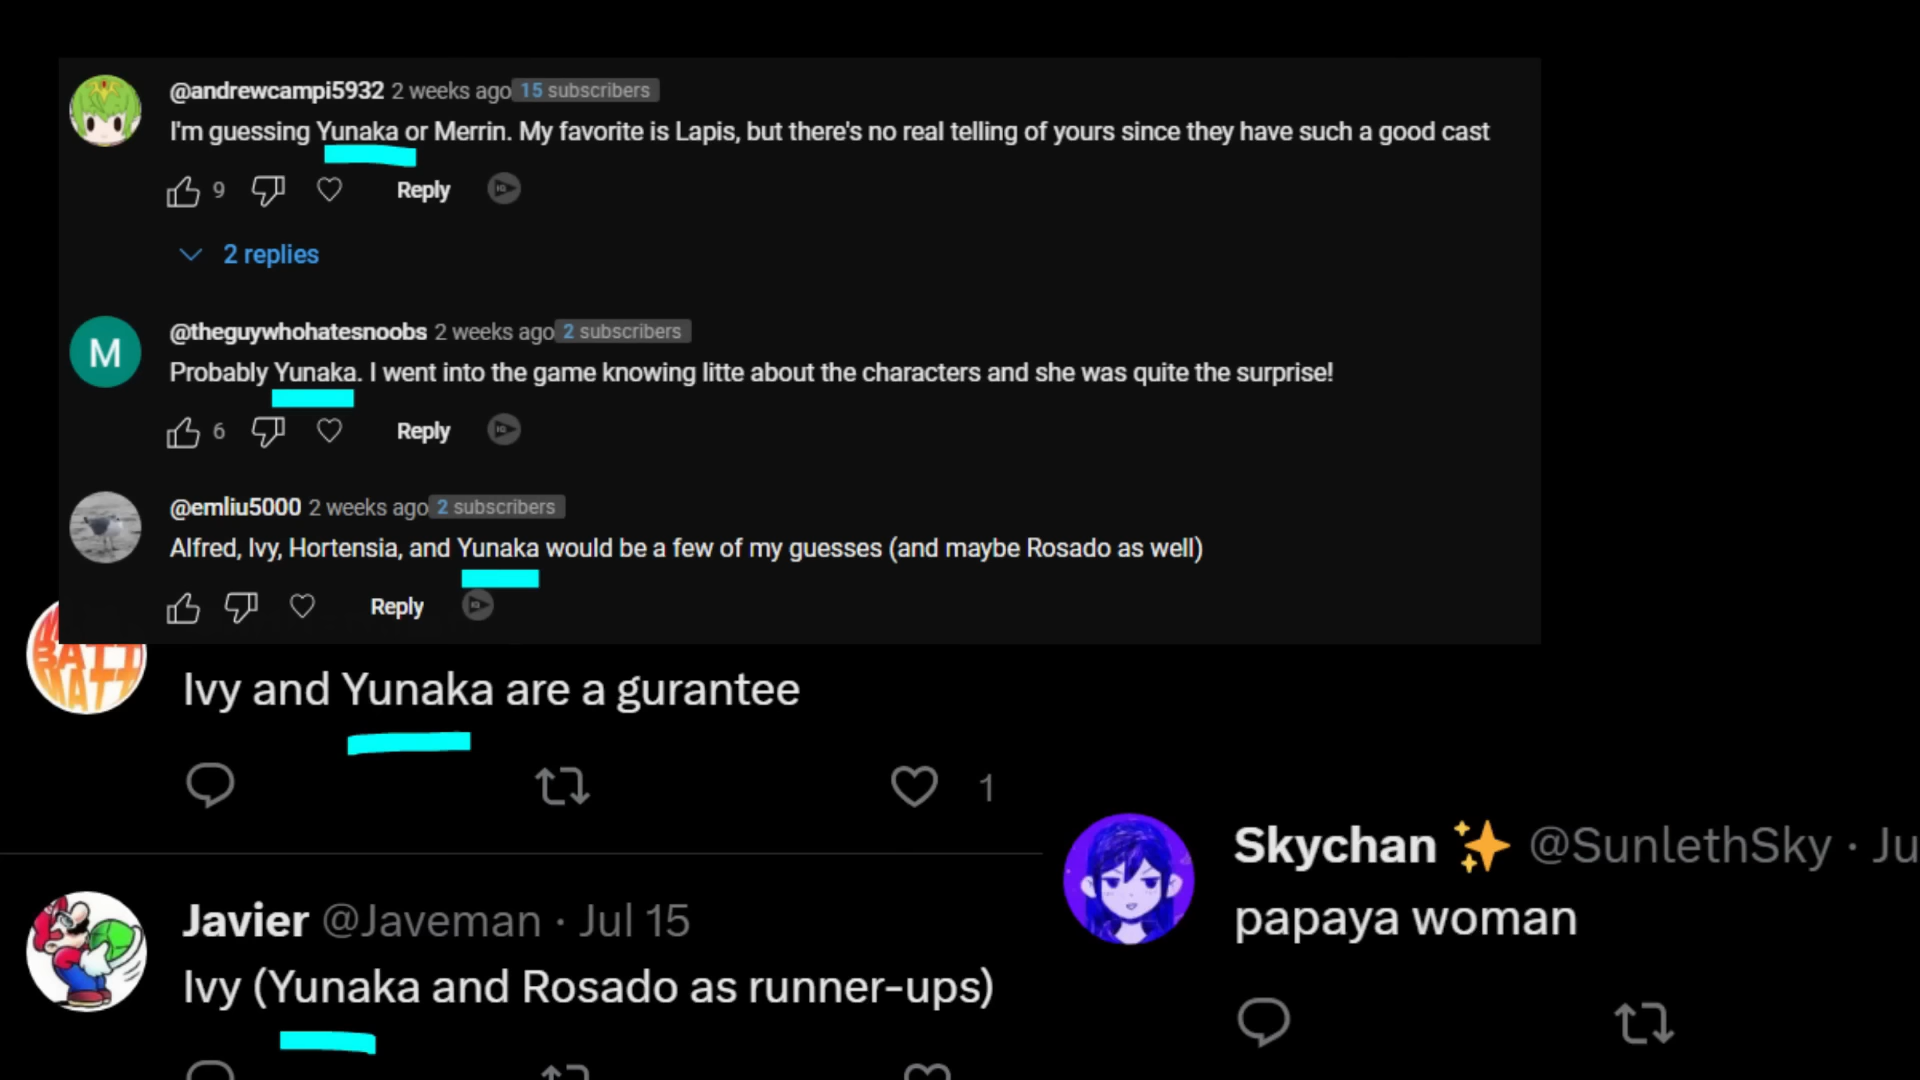 @andrewcampi5932 2 weeks ago 15 subscribers
I'm guessing Yunaka or Merrin. My favorite is Lapis, but there's no real telling of yours since they have such a good cast
9 Reply
2 replies
M
@theguywhohatesnoobs 2 weeks ago 2 subscribers
Probably Yunaka. I went into the game knowing litte about the characters and she was quite the surprise!
6 Reply
@emliu5000 2 weeks ago 2 subscribers
Alfred, Ivy, Hortensia, and Yunaka would be a few of my guesses (and maybe Rosado as well)
Reply
Ivy and Yunaka are a gurantee
1
Javier @Javeman · Jul 15
Ivy (Yunaka and Rosado as runner-ups)
Skychan ✨ @SunlethSky · Ju
papaya woman